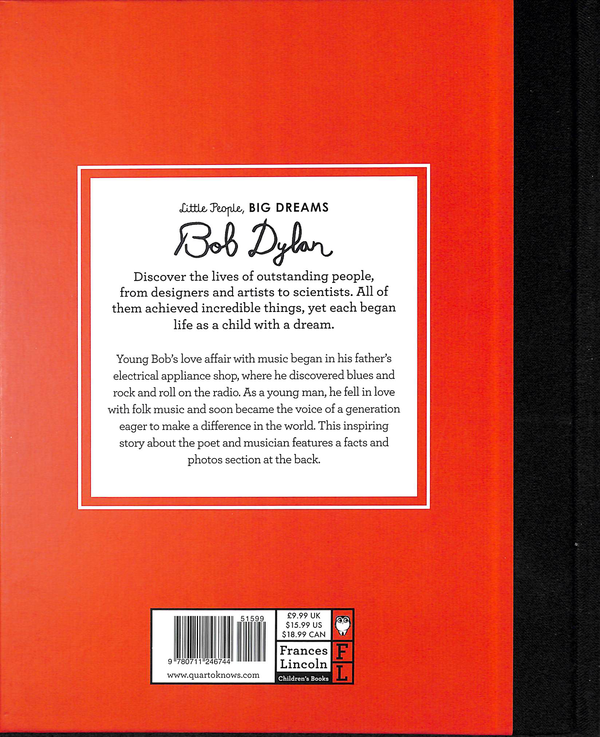 Little People, BIG DREAMS
Bob Dylan
Discover the lives of outstanding people,
from designers and artists to scientists. All of
them achieved incredible things, yet each began
life as a child with a dream.
Young Bob's love affair with music began in his father's
electrical appliance shop, where he discovered blues and
rock and roll on the radio. As a young man, he fell in love
with folk music and soon became the voice of a generation
eager to make a difference in the world. This inspiring
story about the poet and musician features a facts and
photos section at the back.
51599
9 780711 246744
www.quartoknows.com
£9.99 UK
$15.99 US
$18.99 CAN
Frances
Lincoln
Children's Books
F
L